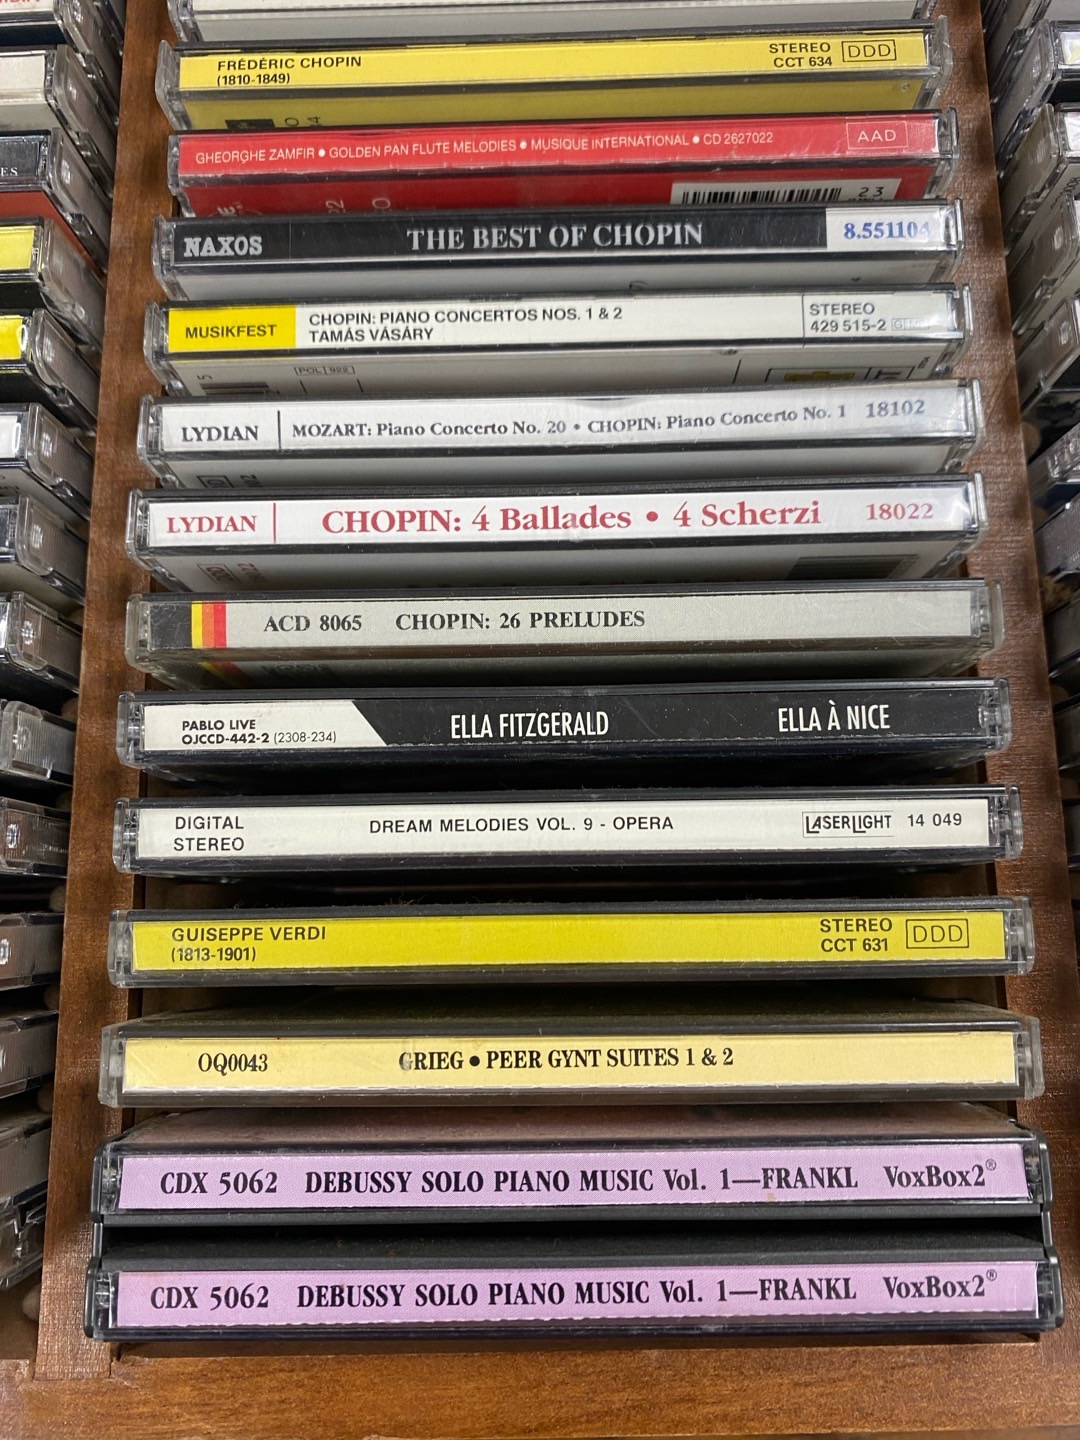 FRÉDÉRIC CHOPIN
(1810-1849)
STEREO
CCT 634
DDD
GHEORGHE ZAMFIR ● GOLDEN PAN FLUTE MELODIES ● MUSIQUE INTERNATIONAL ● CD 2627022
AAD
23
NAXOS THE BEST OF CHOPIN 8.551104
MUSIKFEST
CHOPIN: PIANO CONCERTOS NOS. 1 & 2
TAMÁS VÁSÁRY
STEREO
429 515-2
POL 922
LYDIAN MOZART: Piano Concerto No. 20 • CHOPIN: Piano Concerto No. 1 18102
LYDIAN CHOPIN: 4 Ballades • 4 Scherzi 18022
ACD 8065 CHOPIN: 26 PRELUDES
PABLO LIVE
OJCCD-442-2 (2308-234)
ELLA FITZGERALD ELLA À NICE
DIGITAL
STEREO
DREAM MELODIES VOL. 9 - OPERA
LASERLIGHT 14 049
GUISEPPE VERDI
(1813-1901)
STEREO
CCT 631
DDD
OQ0043 GRIEG ● PEER GYNT SUITES 1 & 2
CDX 5062 DEBUSSY SOLO PIANO MUSIC Vol. 1—FRANKL VoxBox2®
CDX 5062 DEBUSSY SOLO PIANO MUSIC Vol. 1—FRANKL VoxBox2®